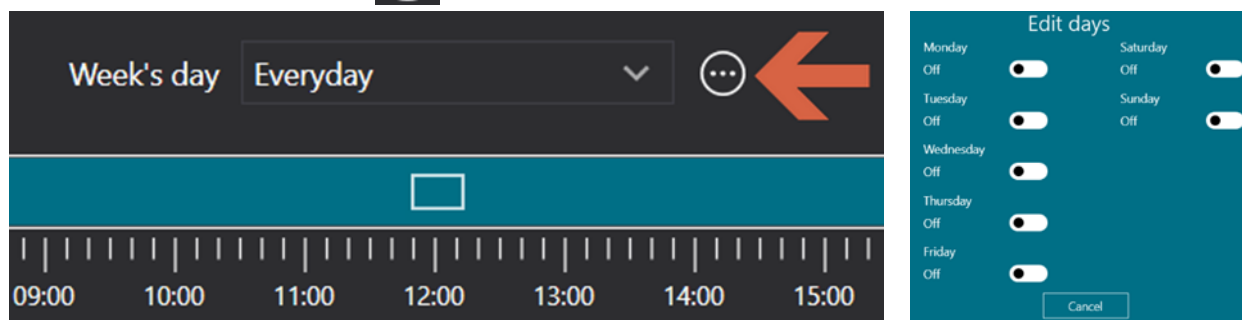 Week's day Everyday
09:00 10:00 11:00 12:00 13:00 14:00 15:00
Edit days
Monday Saturday
Off Off
Tuesday Sunday
Off Off
Wednesday
Off
Thursday
Off
Friday
Off
Cancel